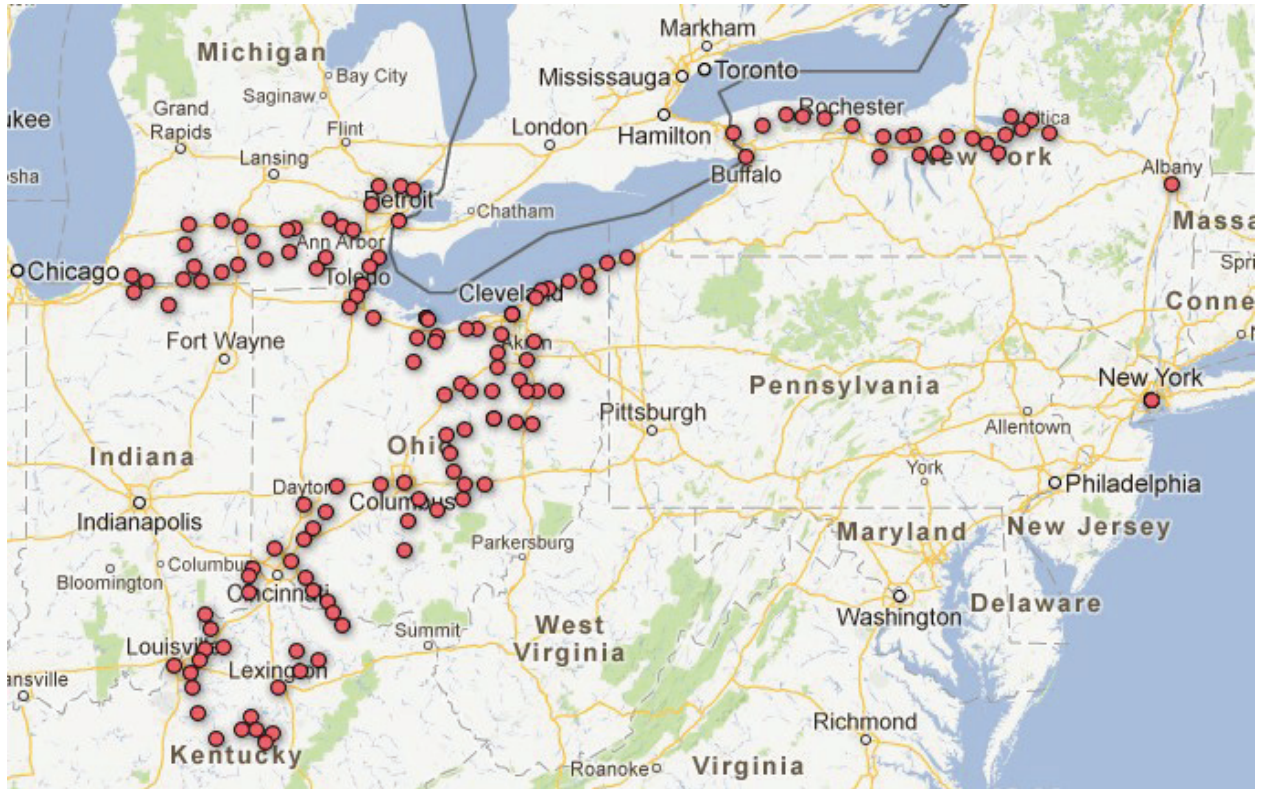 Markham
Michigan
Bay City
Mississauga
Toronto
Saginaw
Grand
Rapids
Rochester
ukee
Flint
London
Hamilton
Utica
Lansing
New York
Albany
Buffalo
sha
Detroit
Chatham
Massa
Ann Arbor
Chicago
Spri
Toledo
Cleveland
Conne
N
Fort Wayne
Akron
New York
Pennsylvania
Pittsburgh
Allentown
Ohio
Indiana
York
Dayton
Philadelphia
Columbus
Indianapolis
New Jersey
Maryland
Parkersburg
Columbus
Bloomington
Cincinnati
Delaware
Washington
Summit
West
Virginia
Louisville
Lexington
ansville
Richmond
Kentucky
Roanoke
Virginia